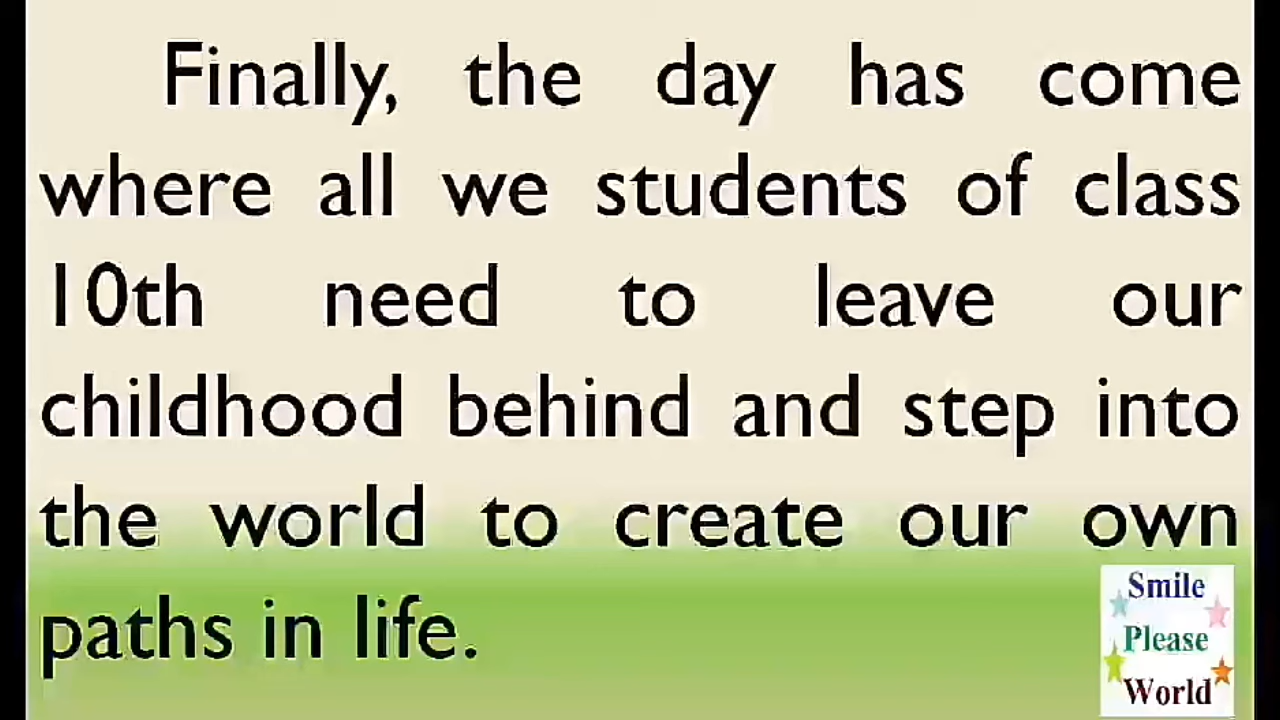 Finally, the day has come
where all we students of class
10th need to leave our
childhood behind and step into
the world to create our own
paths in life.
Smile
Please
World